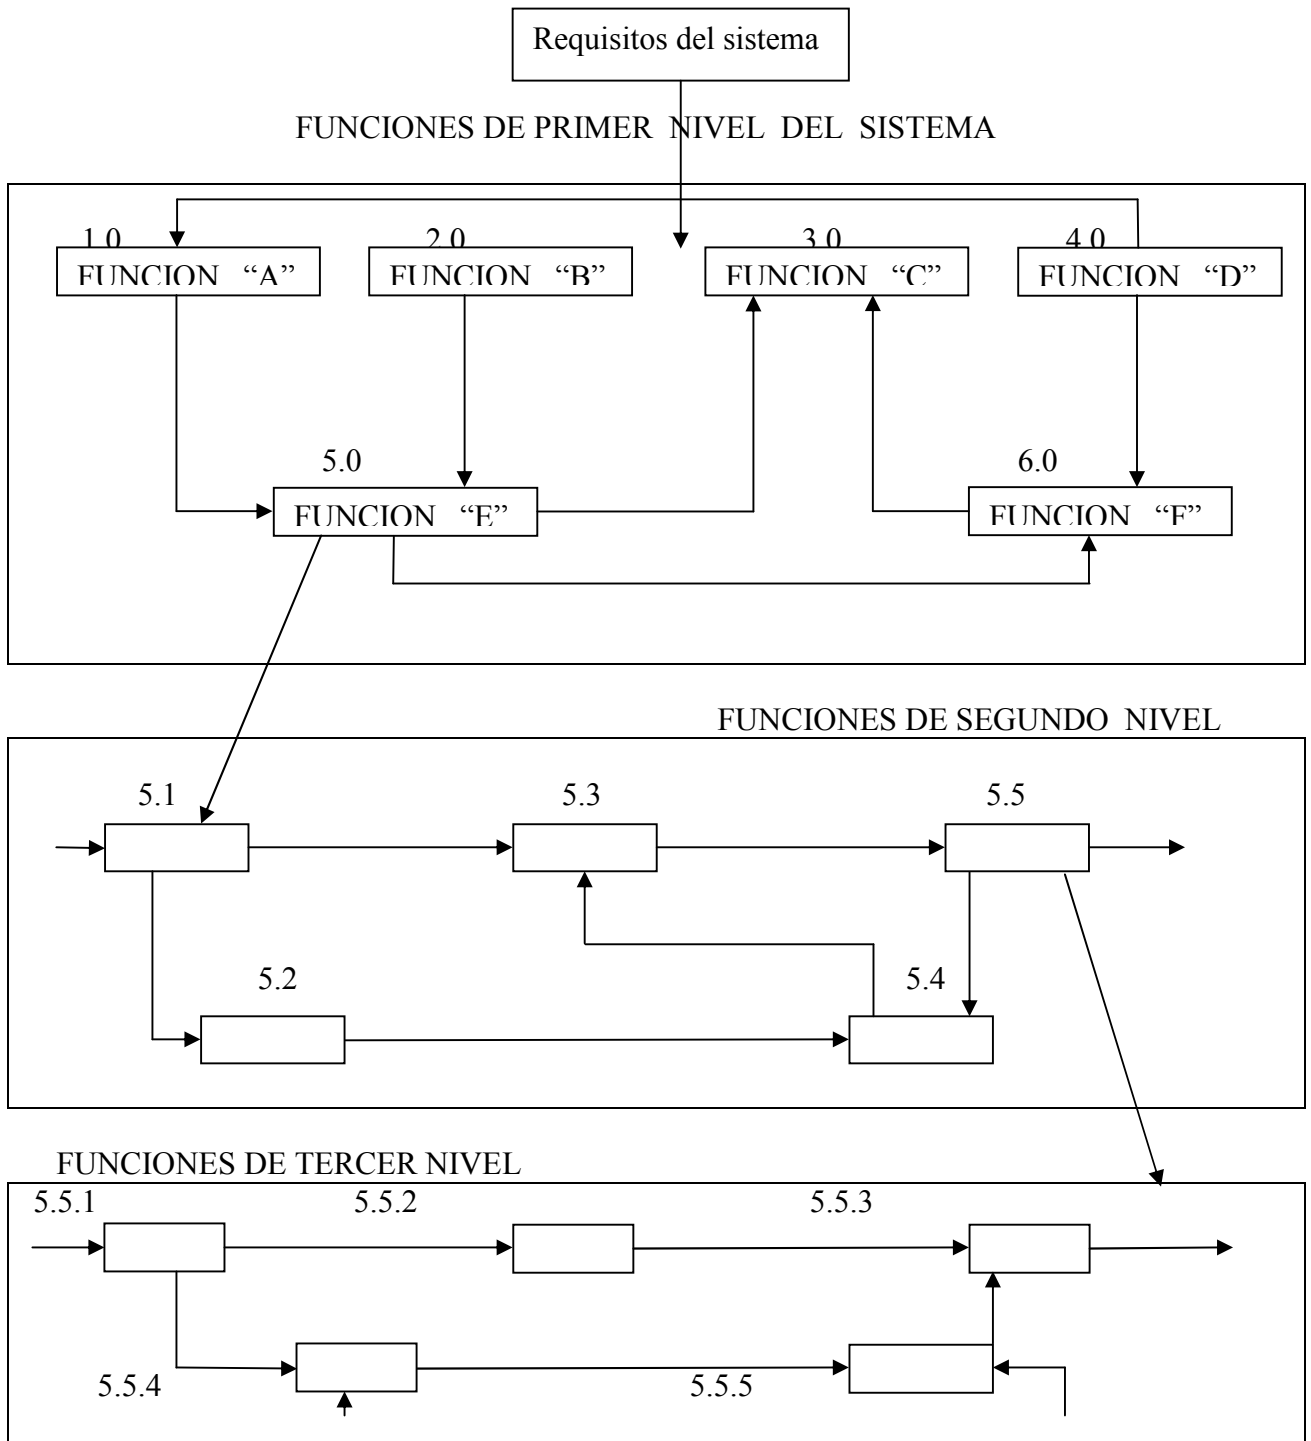 Requisitos del sistema
FUNCIONES DE PRIMER NIVEL DEL SISTEMA
1.0 2.0 3.0 4.0
FUNCION “A” FUNCION “B” FUNCION “C” FUNCION “D”
5.0 6.0
FUNCION “E” FUNCION “F”
FUNCIONES DE SEGUNDO NIVEL
5.1 5.3 5.5
5.2 5.4
FUNCIONES DE TERCER NIVEL
5.5.1 5.5.2 5.5.3
5.5.4 5.5.5